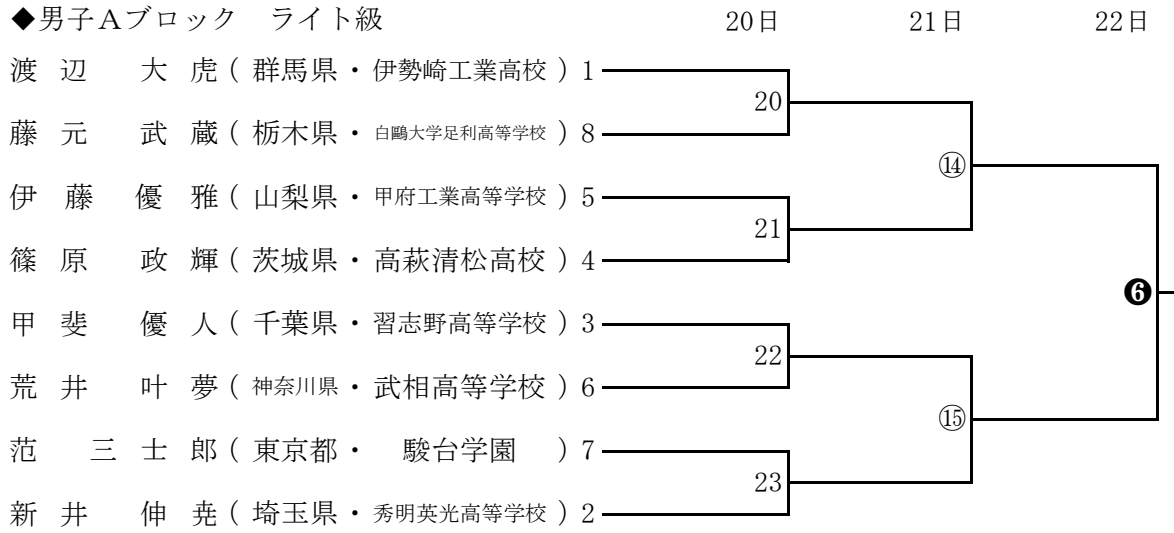 ◆男子Aブロック ライト級 20日 21日 22日
渡辺 大虎(群馬県・伊勢崎工業高校)1
20
藤元 武蔵(栃木県・白鷗大学足利高等学校)8
⑭
伊藤 優雅(山梨県・甲府工業高等学校)5
21
篠原 政輝(茨城県・高萩清松高校)4
❻
甲斐 優人(千葉県・習志野高等学校)3
22
荒井 叶夢(神奈川県・武相高等学校)6
⑮
范 三士郎(東京都・ 駿台学園 )7
23
新井 伸尭(埼玉県・秀明英光高等学校)2